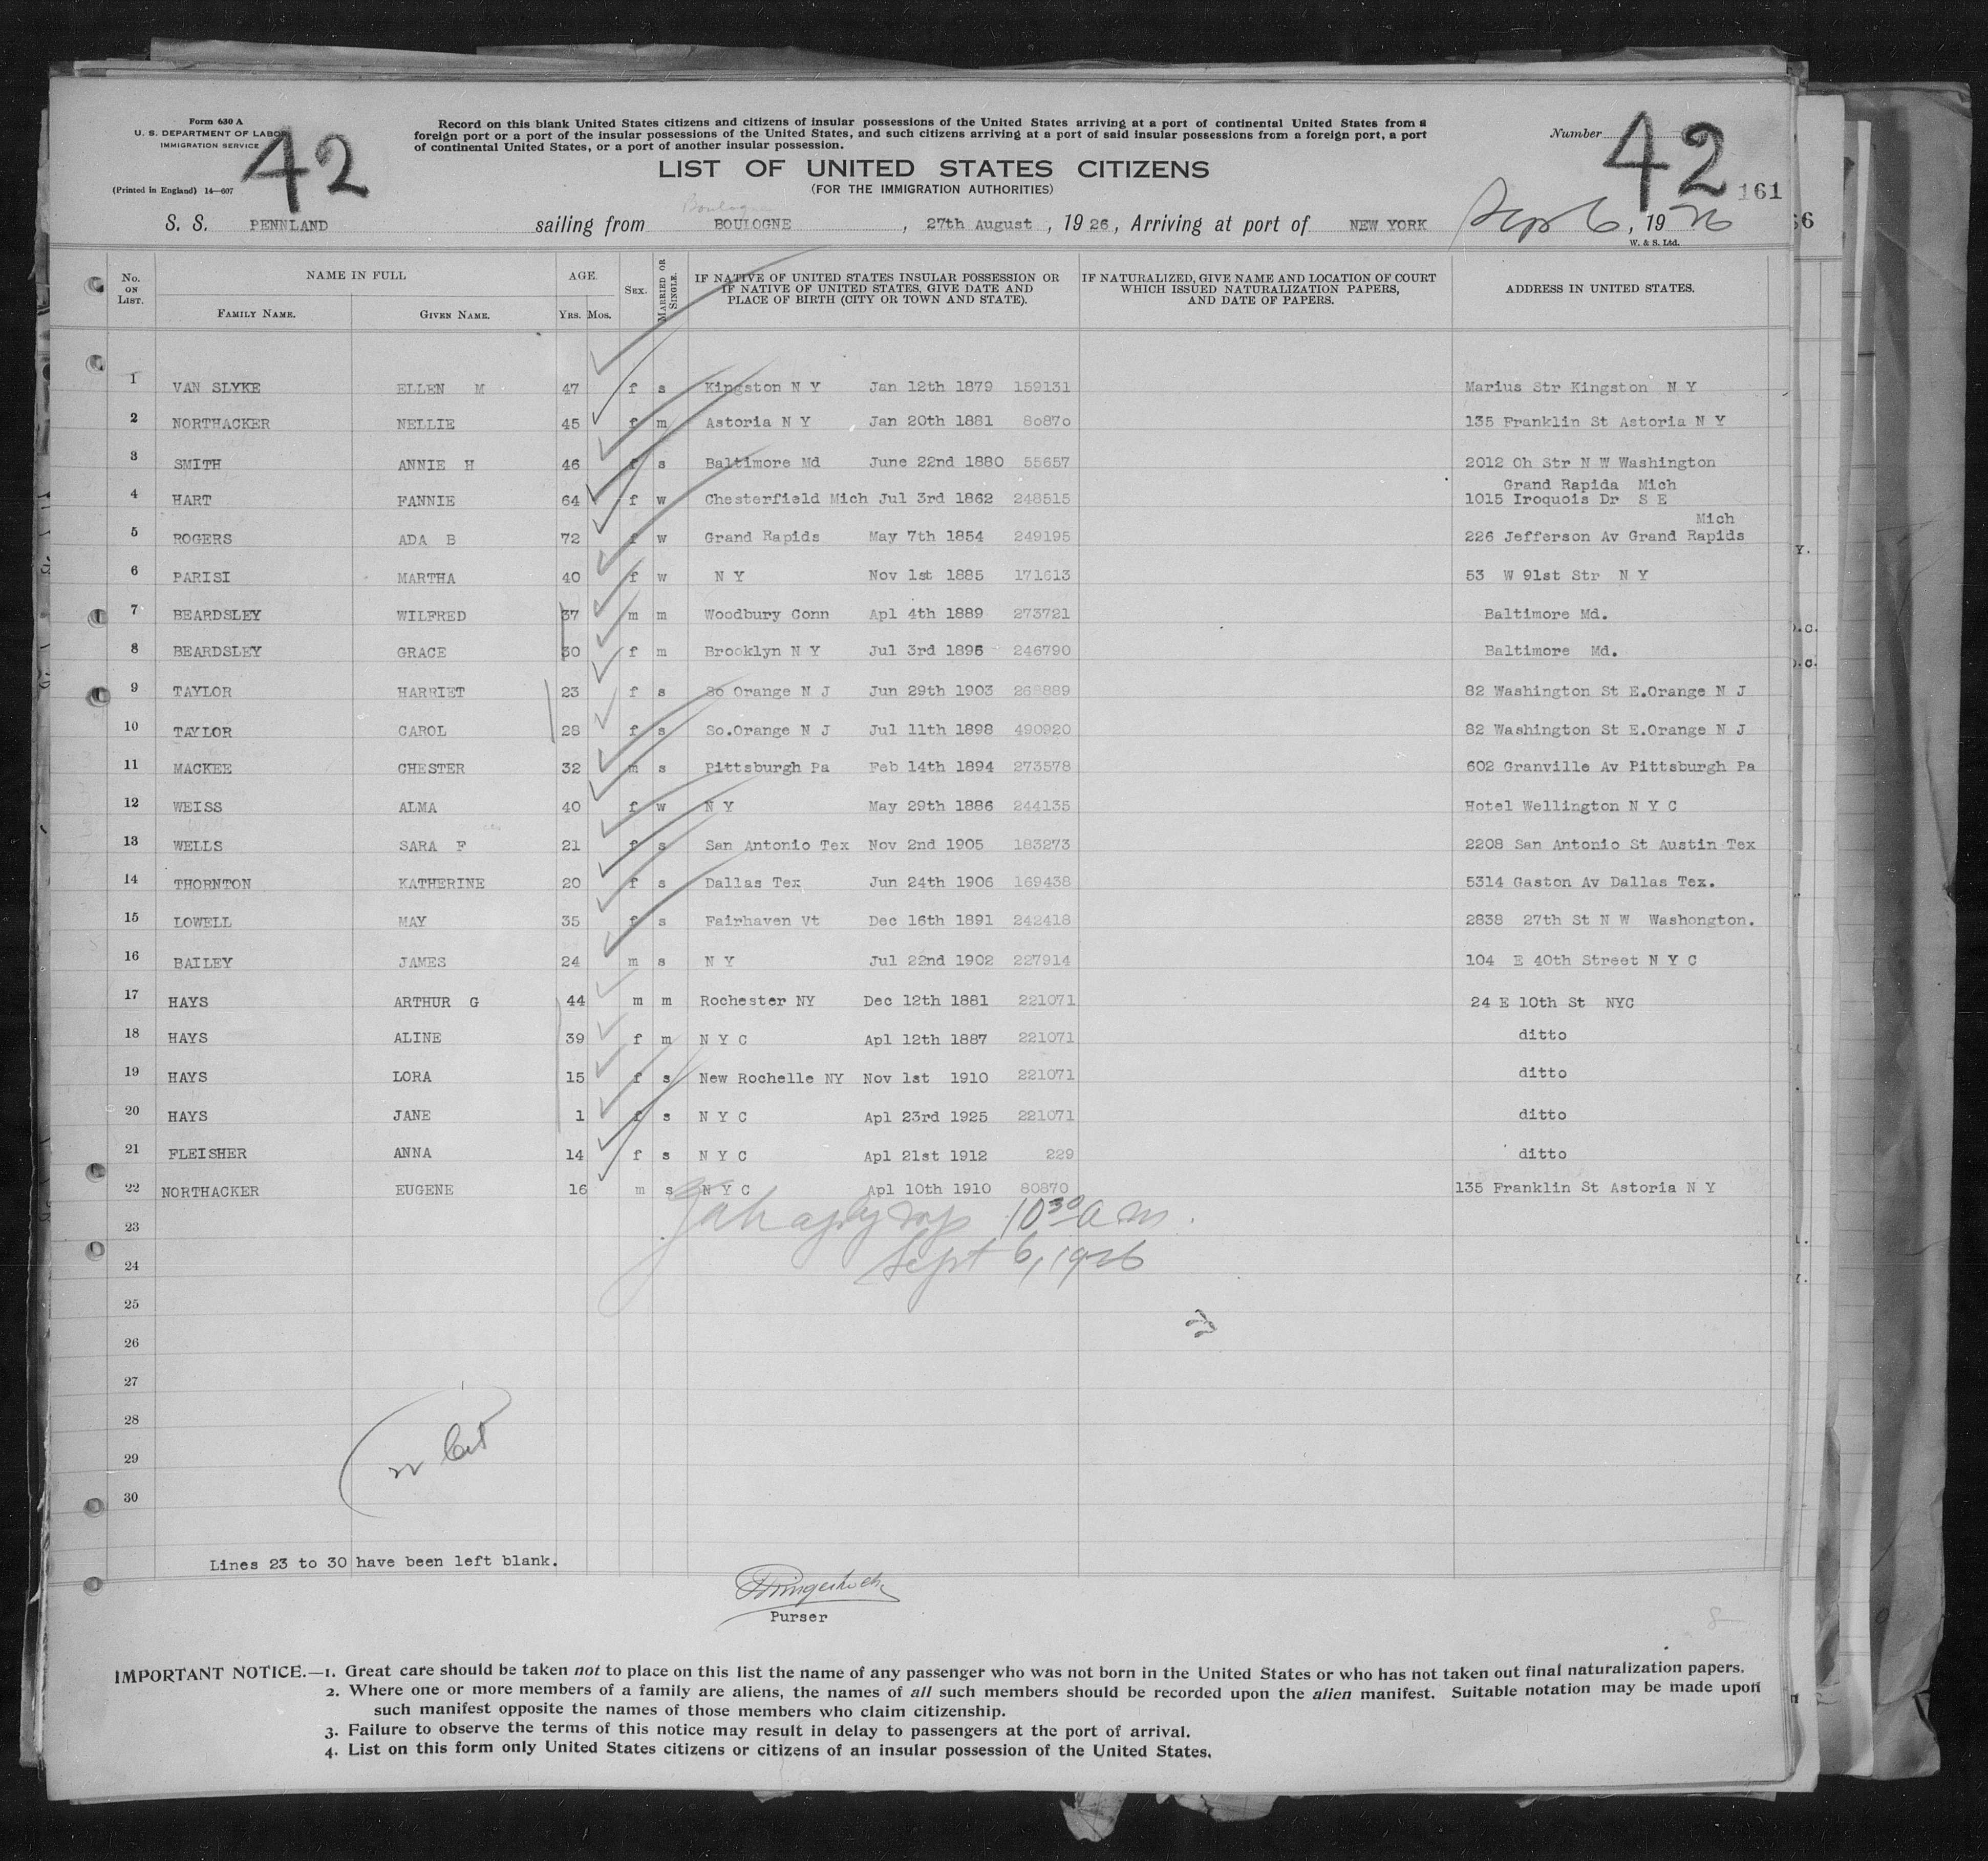 Form 630 A
U. S. DEPARTMENT OF LABOR
IMMIGRATION SERVICE
42
(Printed in England) 14—607
Record on this blank United States citizens and citizens of insular possessions of the United States arriving at a port of continental United States from a
foreign port or a port of the insular possessions of the United States, and such citizens arriving at a port of said insular possessions from a foreign port, a port
of continental United States, or a port of another insular possession.
LIST OF UNITED STATES CITIZENS
(FOR THE IMMIGRATION AUTHORITIES)
Number
42
161
Boulogne
S. S. PENNLAND sailing from BOULOGNE, 27th August, 1926, Arriving at port of NEW YORK Sept 6, 1926
66
W. & S. Ltd.
No. ON LIST. NAME IN FULL FAMILY NAME. GIVEN NAME. AGE. YRS. MOS. SEX. MARRIED OR SINGLE. IF NATIVE OF UNITED STATES INSULAR POSSESSION OR IF NATIVE OF UNITED STATES, GIVE DATE AND PLACE OF BIRTH (CITY OR TOWN AND STATE). IF NATURALIZED, GIVE NAME AND LOCATION OF COURT WHICH ISSUED NATURALIZATION PAPERS, AND DATE OF PAPERS. ADDRESS IN UNITED STATES.
1 VAN SLYKE ELLEN M 47 f s Kingston N Y Jan 12th 1879 159131 Marius Str Kingston N Y
2 NORTHACKER NELLIE 45 f m Astoria N Y Jan 20th 1881 80870 135 Franklin St Astoria N Y
3 SMITH ANNIE H 46 f s Baltimore Md June 22nd 1880 55657 2012 Oh Str N W Washington
Grand Rapida Mich
4 HART FANNIE 64 f w Chesterfield Mich Jul 3rd 1862 248515 1015 Iroquois Dr S E
Mich
5 ROGERS ADA B 72 f w Grand Rapids May 7th 1854 249195 226 Jefferson Av Grand Rapids
6 PARISI MARTHA 40 f w N Y Nov 1st 1885 171613 53 W 91st Str N Y
7 BEARDSLEY WILFRED 37 m m Woodbury Conn Apl 4th 1889 273721 Baltimore Md.
8 BEARDSLEY GRACE 30 f m Brooklyn N Y Jul 3rd 1896 246790 Baltimore Md.
9 TAYLOR HARRIET 23 f s So Orange N J Jun 29th 1903 268889 82 Washington St E.Orange N J
10 TAYLOR CAROL 28 f s So.Orange N J Jul 11th 1898 490920 82 Washington St E.Orange N J
11 MACKEE CHESTER 32 m s Pittsburgh Pa Feb 14th 1894 273578 602 Granville Av Pittsburgh Pa
12 WEISS ALMA 40 f w N Y May 29th 1886 244135 Hotel Wellington N Y C
13 WELLS SARA F 21 f s San Antonio Tex Nov 2nd 1905 183273 2208 San Antonio St Austin Tex
14 THORNTON KATHERINE 20 f s Dallas Tex Jun 24th 1906 169438 5314 Gaston Av Dallas Tex.
15 LOWELL MAY 35 f s Fairhaven Vt Dec 16th 1891 242418 2838 27th St N W Washongton.
16 BAILEY JAMES 24 m s N Y Jul 22nd 1902 227914 104 E 40th Street N Y C
17 HAYS ARTHUR G 44 m m Rochester NY Dec 12th 1881 221071 24 E 10th St NYC
18 HAYS ALINE 39 f m N Y C Apl 12th 1887 221071 ditto
19 HAYS LORA 15 f s New Rochelle NY Nov 1st 1910 221071 ditto
20 HAYS JANE 1 f s N Y C Apl 23rd 1925 221071 ditto
21 FLEISHER ANNA 14 f s N Y C Apl 21st 1912 229 ditto
22 NORTHACKER EUGENE 16 m s N Y C Apl 10th 1910 80870 135 Franklin St Astoria N Y
23 10 30 a m.
24 Sept 6, 1926
25
26
27
28
29
30
Lines 23 to 30 have been left blank.
Purser
IMPORTANT NOTICE.—1. Great care should be taken not to place on this list the name of any passenger who was not born in the United States or who has not taken out final naturalization papers.
2. Where one or more members of a family are aliens, the names of all such members should be recorded upon the alien manifest. Suitable notation may be made upon
such manifest opposite the names of those members who claim citizenship.
3. Failure to observe the terms of this notice may result in delay to passengers at the port of arrival.
4. List on this form only United States citizens or citizens of an insular possession of the United States.